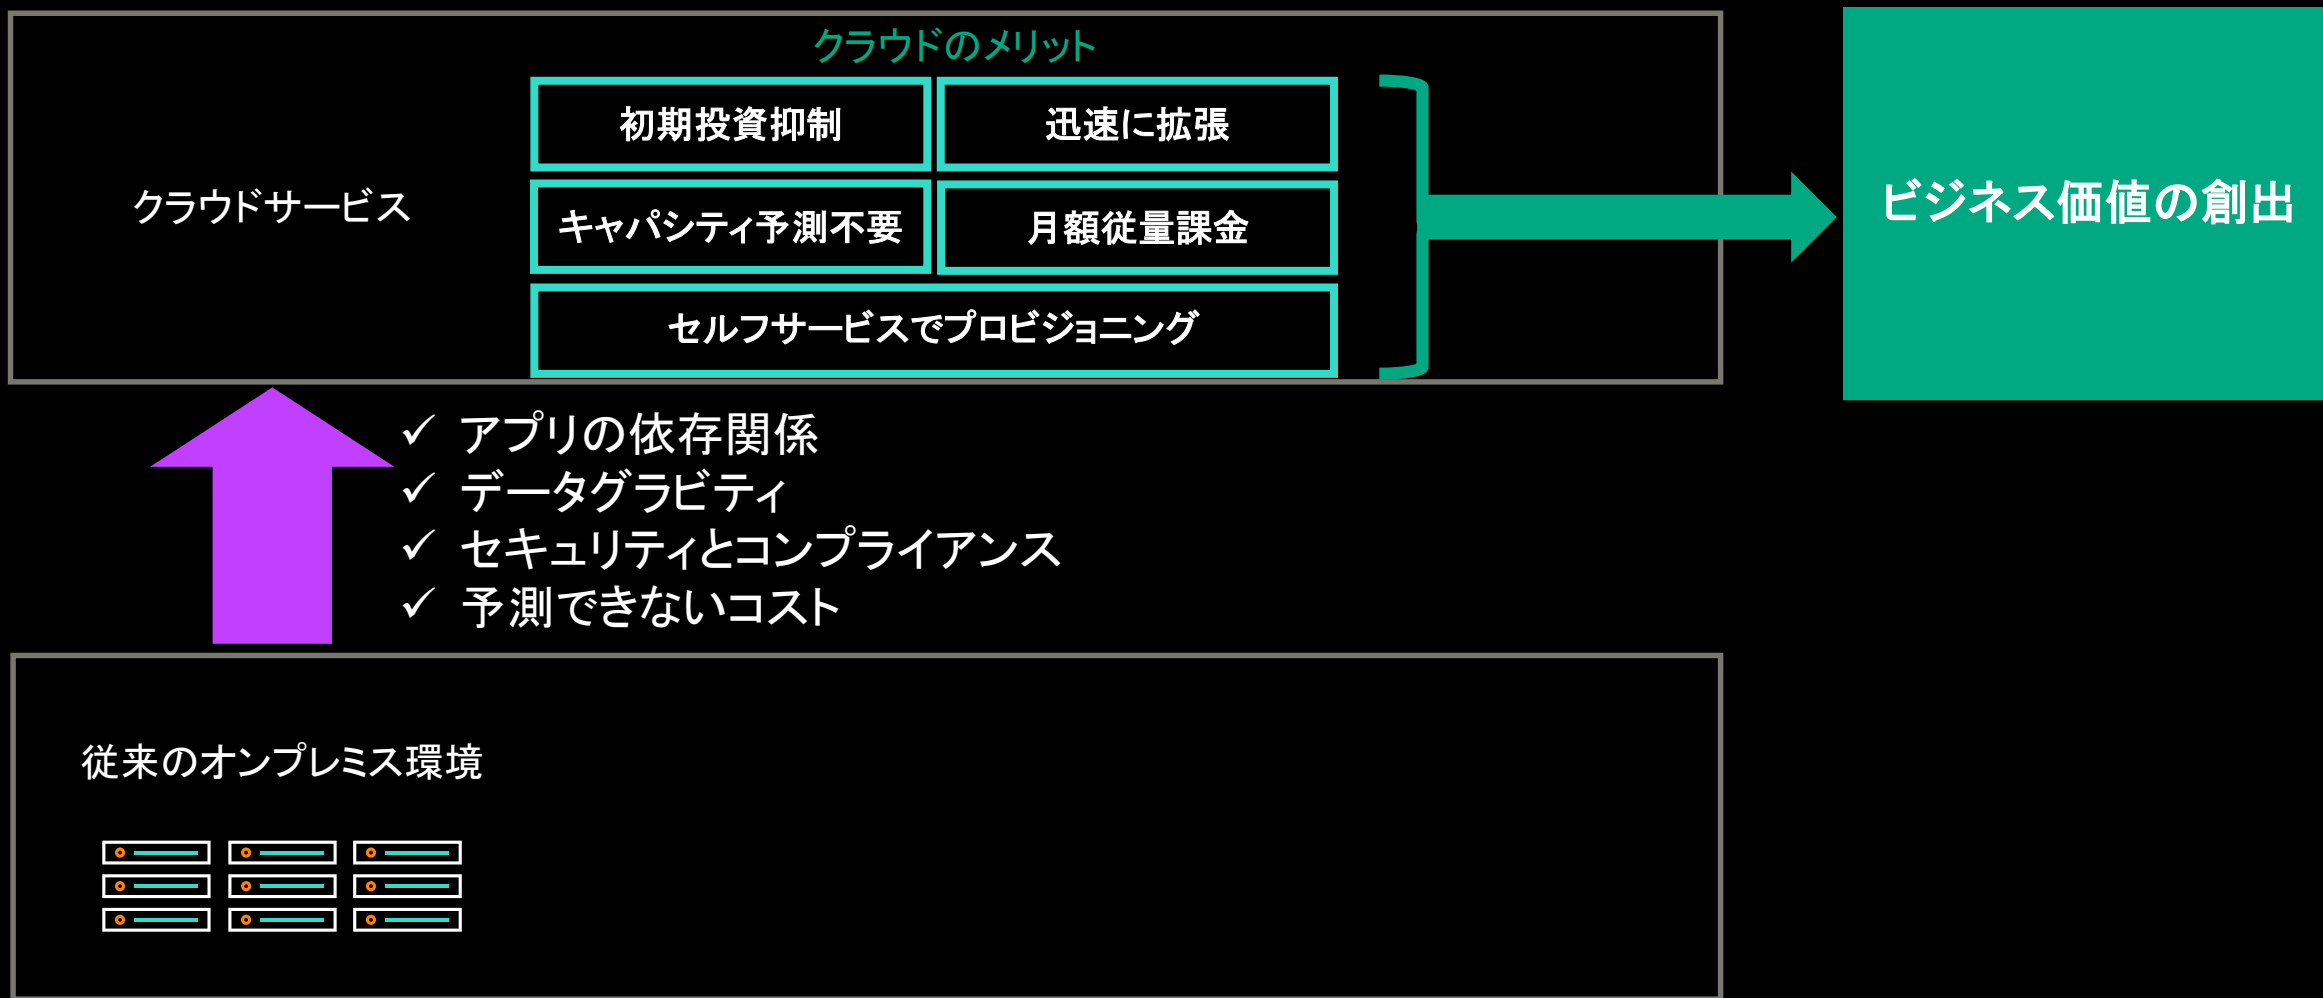 クラウドのメリット
初期投資抑制
迅速に拡張
クラウドサービス
キャパシティ予測不要
月額従量課金
セルフサービスでプロビジョニング
ビジネス価値の創出
✓ アプリの依存関係
✓ データグラビティ
✓ セキュリティとコンプライアンス
✓ 予測できないコスト
従来のオンプレミス環境